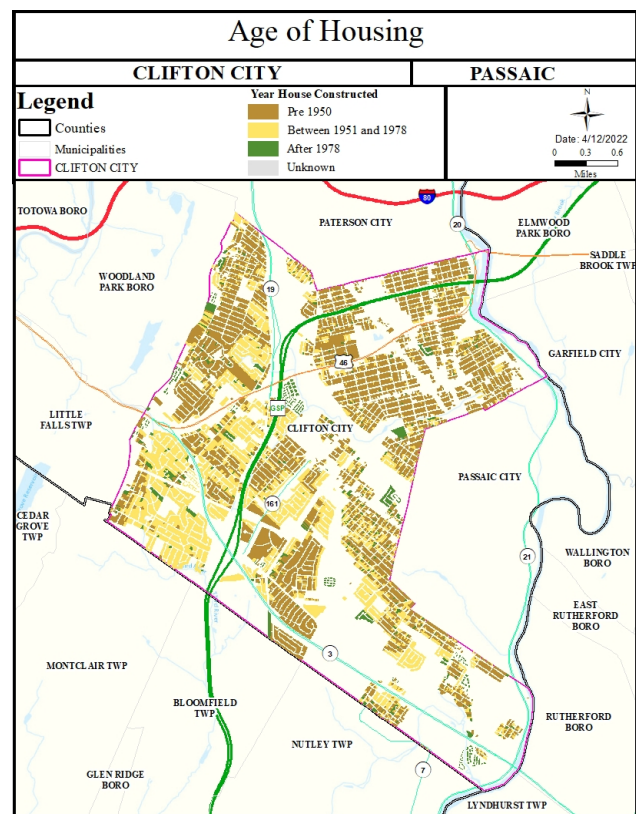 Age of Housing
CLIFTON CITY
PASSAIC
Legend
Counties
Municipalities
CLIFTON CITY
Year House Constructed
Pre 1950
Between 1951 and 1978
After 1978
Unknown
N
Date: 4/12/2022
0 0.3 0.6
Miles
TOTOWA BORO
PATERSON CITY
80
20
ELMWOOD
PARK BORO
SADDLE
BROOK TWP
WOODLAND
PARK BORO
19
GARFIELD CITY
46
LITTLE
FALLS TWP
GSP
CLIFTON CITY
PASSAIC CITY
CEDAR
GROVE
TWP
161
21
WALLINGTON
BORO
EAST
RUTHERFORD
BORO
MONTCLAIR TWP
3
BLOOMFIELD
TWP
RUTHERFORD
BORO
NUTLEY TWP
7
GLEN RIDGE
BORO
LYNDHURST TWP